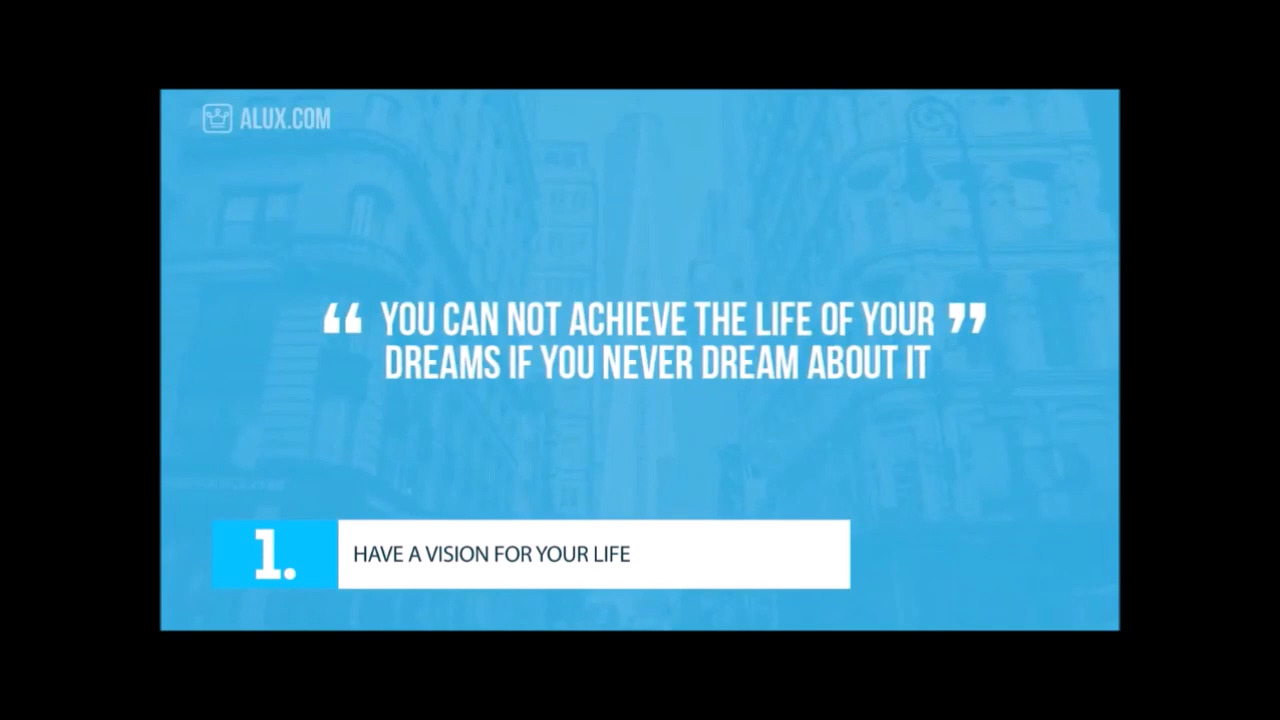 ALUX.COM
“ YOU CAN NOT ACHIEVE THE LIFE OF YOUR ”
DREAMS IF YOU NEVER DREAM ABOUT IT
1. HAVE A VISION FOR YOUR LIFE